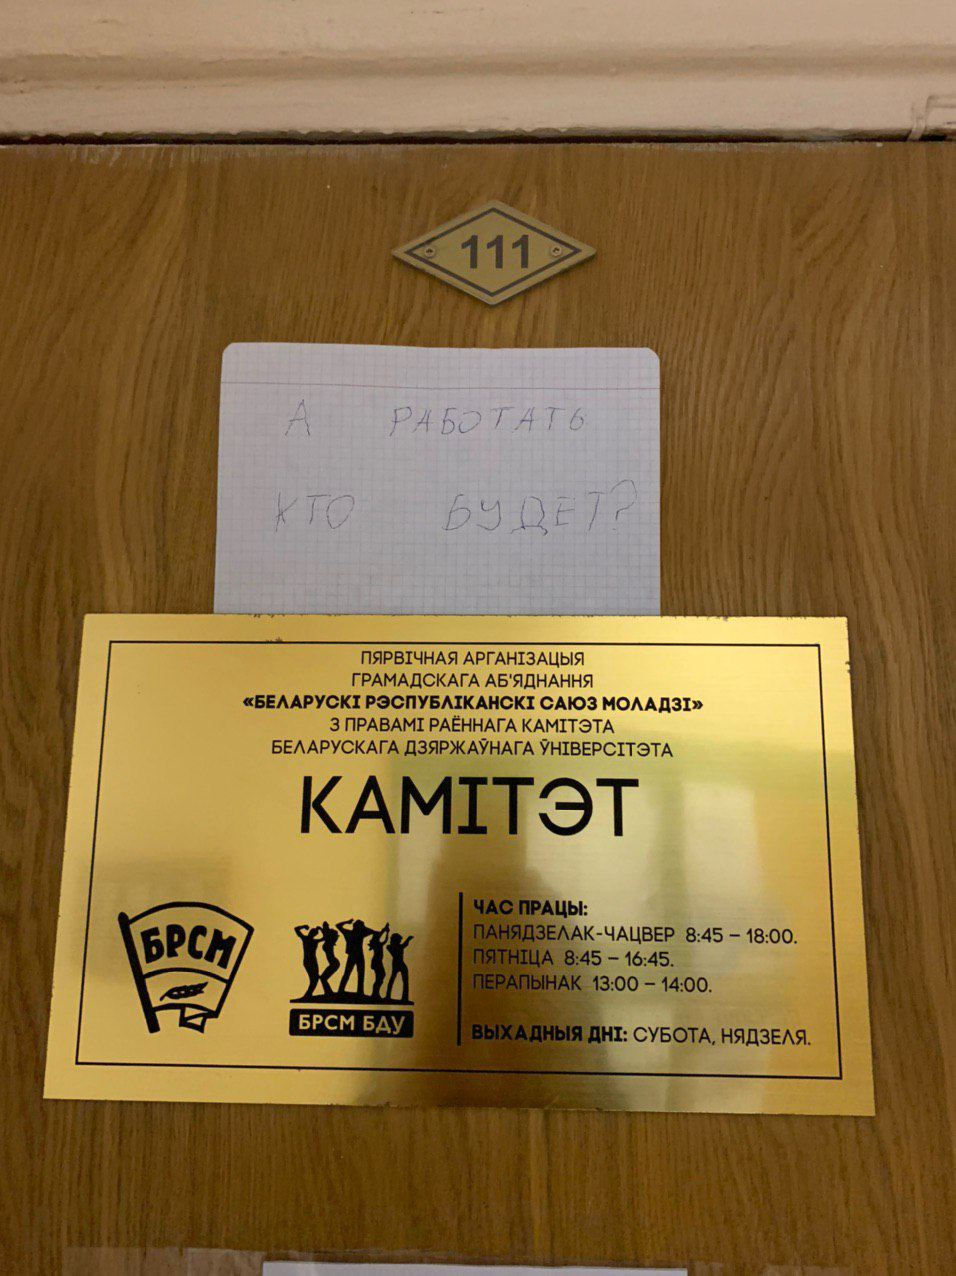 111
А РАБОТАТЬ
КТО БУДЕТ?
ПЯРВІЧНАЯ АРГАНІЗАЦЫЯ
ГРАМАДСКАГА АБ'ЯДНАННЯ
«БЕЛАРУСКІ РЭСПУБЛІКАНСКІ САЮЗ МОЛАДЗІ»
З ПРАВАМІ РАЁННАГА КАМІТЭТА
БЕЛАРУСКАГА ДЗЯРЖАЎНАГА ЎНІВЕРСІТЭТА
КАМІТЭТ
БРСМ
БРСМ БДУ
ЧАС ПРАЦЫ:
ПАНЯДЗЕЛАК-ЧАЦВЕР 8:45 – 18:00.
ПЯТНІЦА 8:45 – 16:45.
ПЕРАПЫНАК 13:00 – 14:00.
ВЫХАДНЫЯ ДНІ: СУБОТА, НЯДЗЕЛЯ.